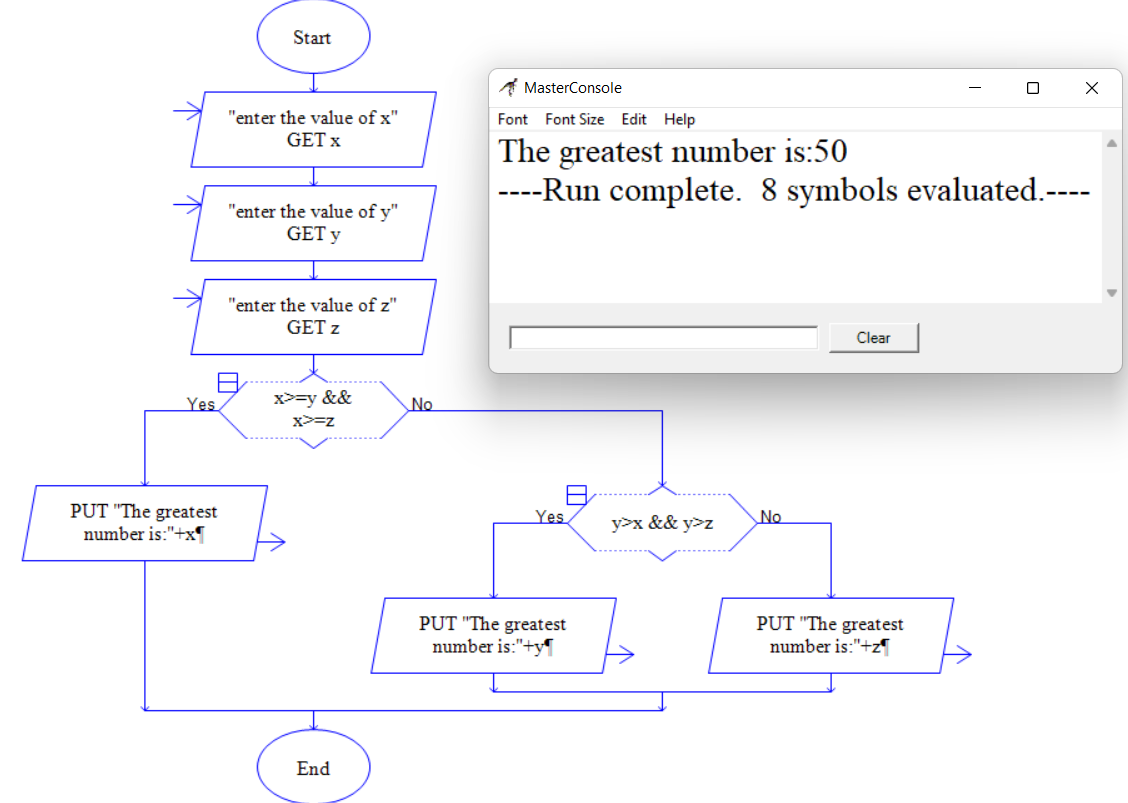 Start
"enter the value of x"
GET x
"enter the value of y"
GET y
"enter the value of z"
GET z
x>=y &&
x>=z
Yes
No
PUT "The greatest
number is:"+x¶
y>x && y>z
Yes
No
PUT "The greatest
number is:"+y¶
PUT "The greatest
number is:"+z¶
End
MasterConsole
Font Font Size Edit Help
The greatest number is:50
----Run complete.  8 symbols evaluated.----
Clear